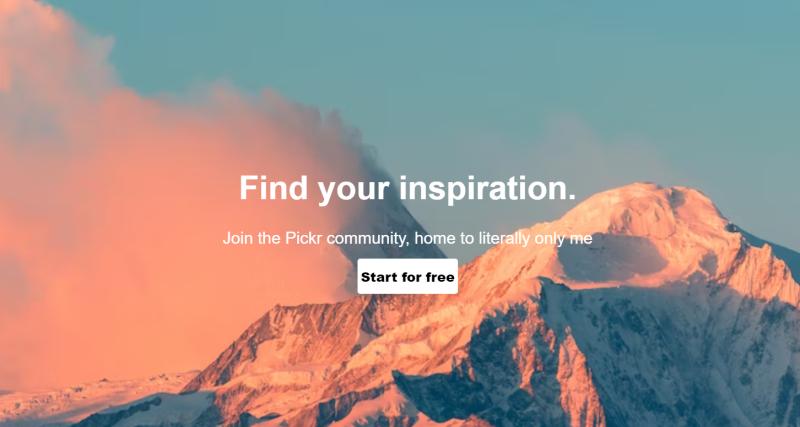 Find your inspiration.
Join the Pickr community, home to literally only me
Start for free